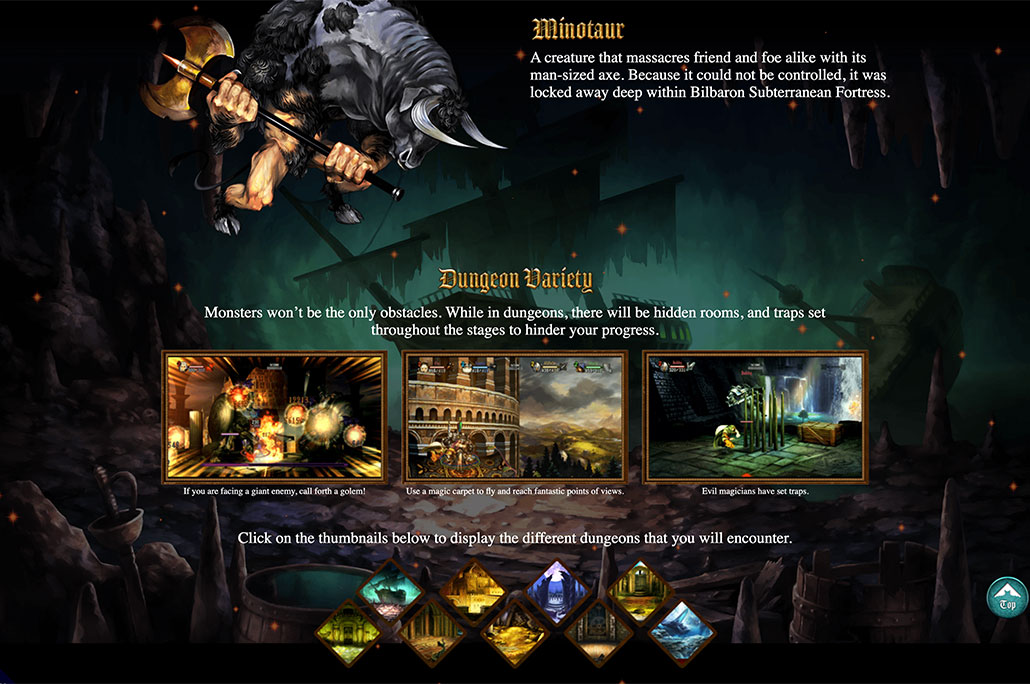 Minotaur
A creature that massacres friend and foe alike with its
man-sized axe. Because it could not be controlled, it was
locked away deep within Bilbaron Subterranean Fortress.
Dungeon Variety
Monsters won't be the only obstacles. While in dungeons, there will be hidden rooms, and traps set
throughout the stages to hinder your progress.
If you are facing a giant enemy, call forth a golem!
Use a magic carpet to fly and reach fantastic points of views.
Evil magicians have set traps.
Click on the thumbnails below to display the different dungeons that you will encounter.
Top